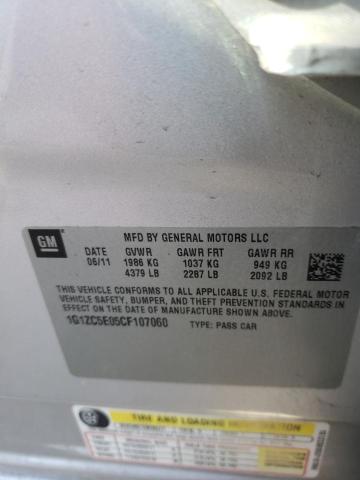 GM
MFD BY GENERAL MOTORS LLC
DATE GVWR GAWR FRT GAWR RR
06/11 1986 KG 1037 KG 949 KG
4379 LB 2287 LB 2092 LB
THIS VEHICLE CONFORMS TO ALL APPLICABLE U.S. FEDERAL MOTOR
VEHICLE SAFETY, BUMPER, AND THEFT PREVENTION STANDARDS IN
EFFECT ON THE DATE OF MANUFACTURE SHOWN ABOVE.
1G1ZC5E05CF107060 TYPE: PASS CAR
TIRE AND LOADING INFORMATION